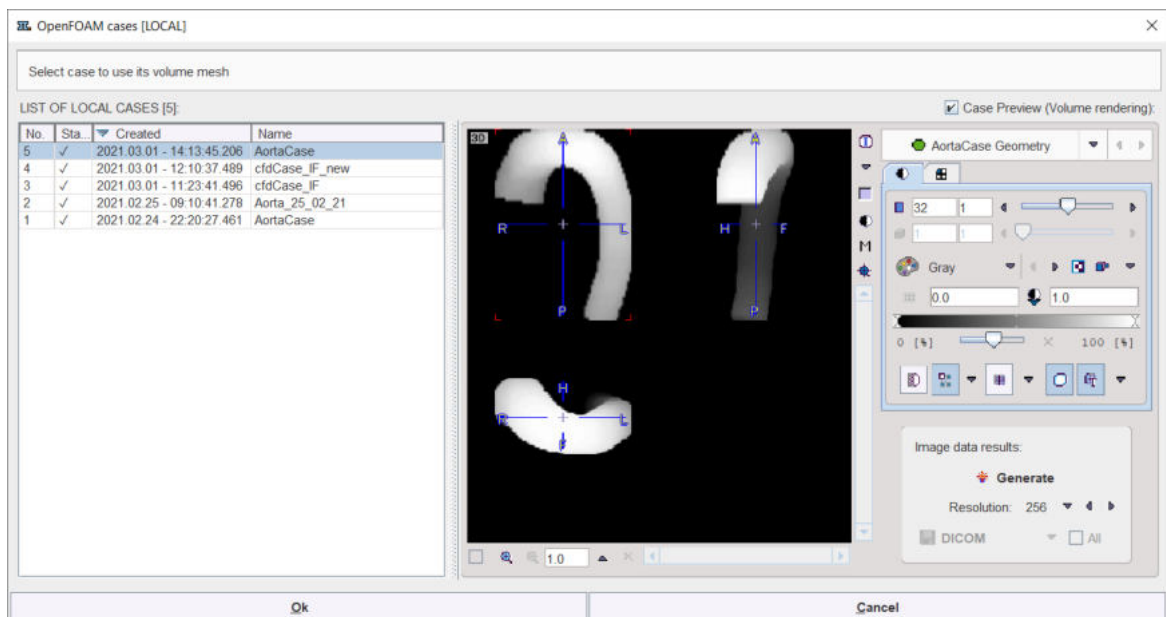 OpenFOAM cases [LOCAL]
Select case to use its volume mesh
LIST OF LOCAL CASES [5]:
Case Preview (Volume rendering):
No. Sta... Created Name
5 ✓ 2021.03.01 - 14:13:45.206 AortaCase
4 ✓ 2021.03.01 - 12:10:37.489 cfdCase_IF_new
3 ✓ 2021.03.01 - 11:23:41.496 cfdCase_IF
2 ✓ 2021.02.25 - 09:10:41.278 Aorta_25_02_21
1 ✓ 2021.02.24 - 22:20:27.461 AortaCase
3D
A
R L
P
A
H F
P
H
R L
F
1.0
M
AortaCase Geometry
32 1
1 1
Gray
0.0 1.0
0 [%] 100 [%]
Image data results:
Generate
Resolution: 256
DICOM All
Ok
Cancel